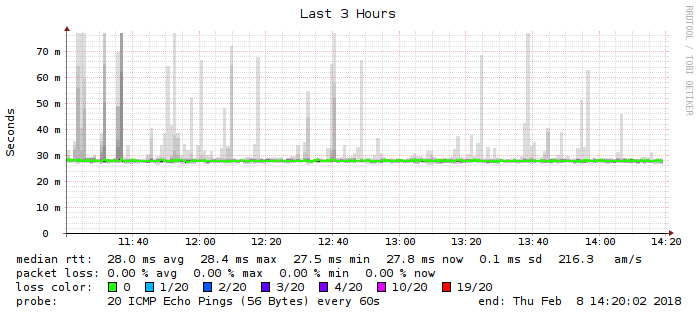 Last 3 Hours
RRDTOOL / TOBI OETIKER
Seconds
70 m
60 m
50 m
40 m
30 m
20 m
10 m
0
11:40 12:00 12:20 12:40 13:00 13:20 13:40 14:00 14:20
median rtt: 28.0 ms avg 28.4 ms max 27.5 ms min 27.8 ms now 0.1 ms sd 216.3 am/s
packet loss: 0.00 % avg 0.00 % max 0.00 % min 0.00 % now
loss color: 0 1/20 2/20 3/20 4/20 10/20 19/20
probe: 20 ICMP Echo Pings (56 Bytes) every 60s end: Thu Feb 8 14:20:02 2018